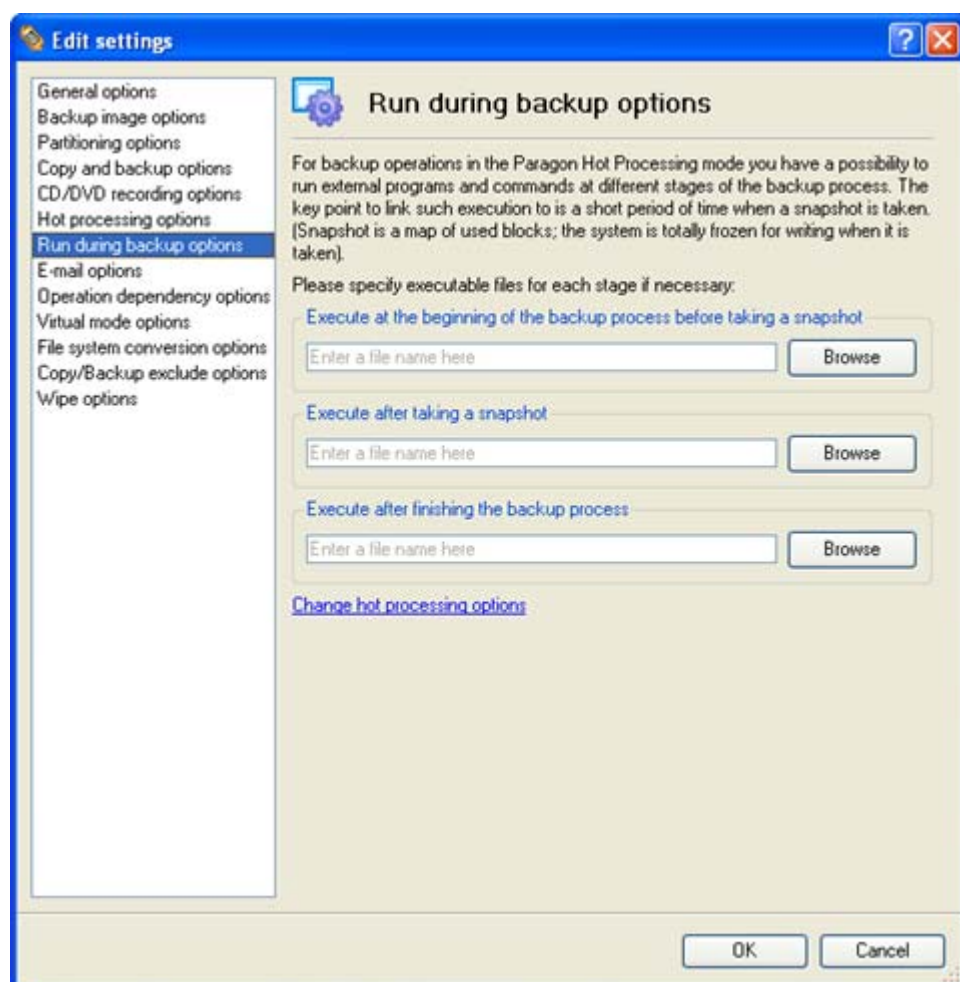 Edit settings
General options
Backup image options
Partitioning options
Copy and backup options
CD/DVD recording options
Hot processing options
Run during backup options
E-mail options
Operation dependency options
Virtual mode options
File system conversion options
Copy/Backup exclude options
Wipe options
Run during backup options
For backup operations in the Paragon Hot Processing mode you have a possibility to
run external programs and commands at different stages of the backup process. The
key point to link such execution to is a short period of time when a snapshot is taken.
(Snapshot is a map of used blocks; the system is totally frozen for writing when it is
taken).
Please specify executable files for each stage if necessary:
Execute at the beginning of the backup process before taking a snapshot
Enter a file name here
Browse
Execute after taking a snapshot
Enter a file name here
Browse
Execute after finishing the backup process
Enter a file name here
Browse
Change hot processing options
OK
Cancel